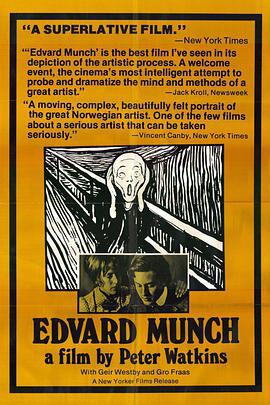 "A SUPERLATIVE FILM."
—New York Times
"'Edvard Munch' is the best film I've seen in its
depiction of the artistic process. A welcome
event, the cinema's most intelligent attempt to
probe and dramatize the mind and methods of a
great artist."
—Jack Kroll, Newsweek
"A moving, complex, beautifully felt portrait of
the great Norwegian artist. One of the few films
about a serious artist that can be taken
seriously."
—Vincent Canby, New York Times
EDVARD MUNCH
a film by Peter Watkins
With Geir Westby and Gro Fraas
A New Yorker Films Release